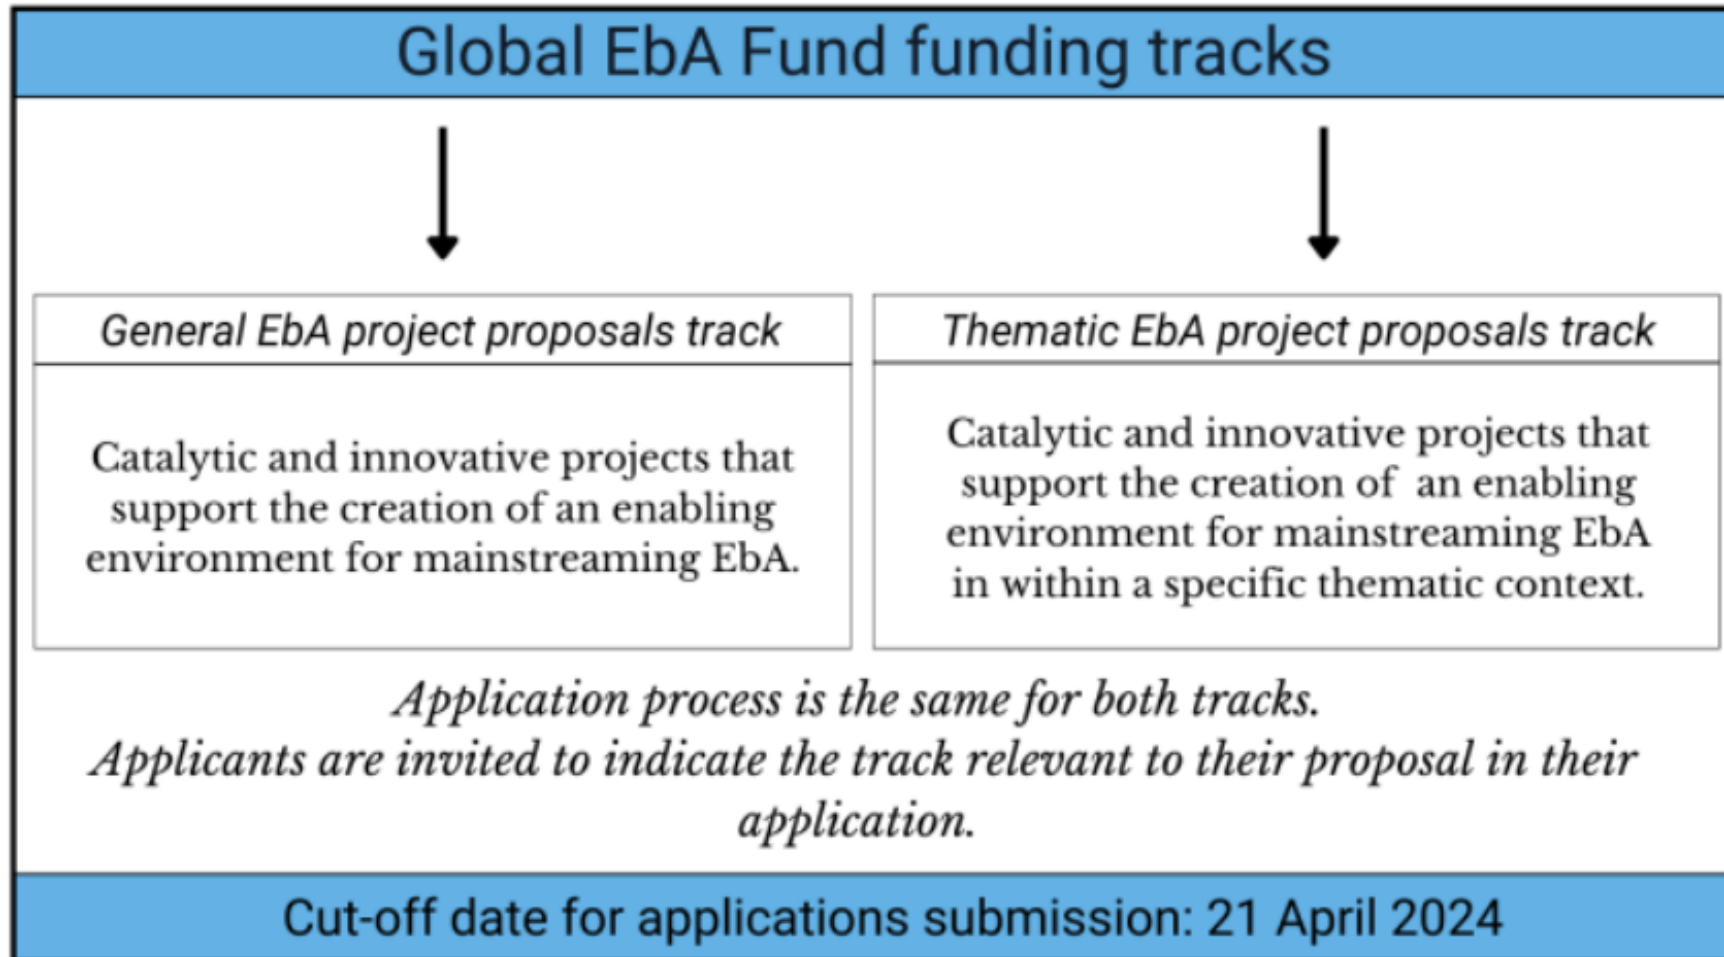 Global EbA Fund funding tracks
General EbA project proposals track
Catalytic and innovative projects that
support the creation of an enabling
environment for mainstreaming EbA.
Thematic EbA project proposals track
Catalytic and innovative projects that
support the creation of an enabling
environment for mainstreaming EbA
in within a specific thematic context.
Application process is the same for both tracks.
Applicants are invited to indicate the track relevant to their proposal in their
application.
Cut-off date for applications submission: 21 April 2024